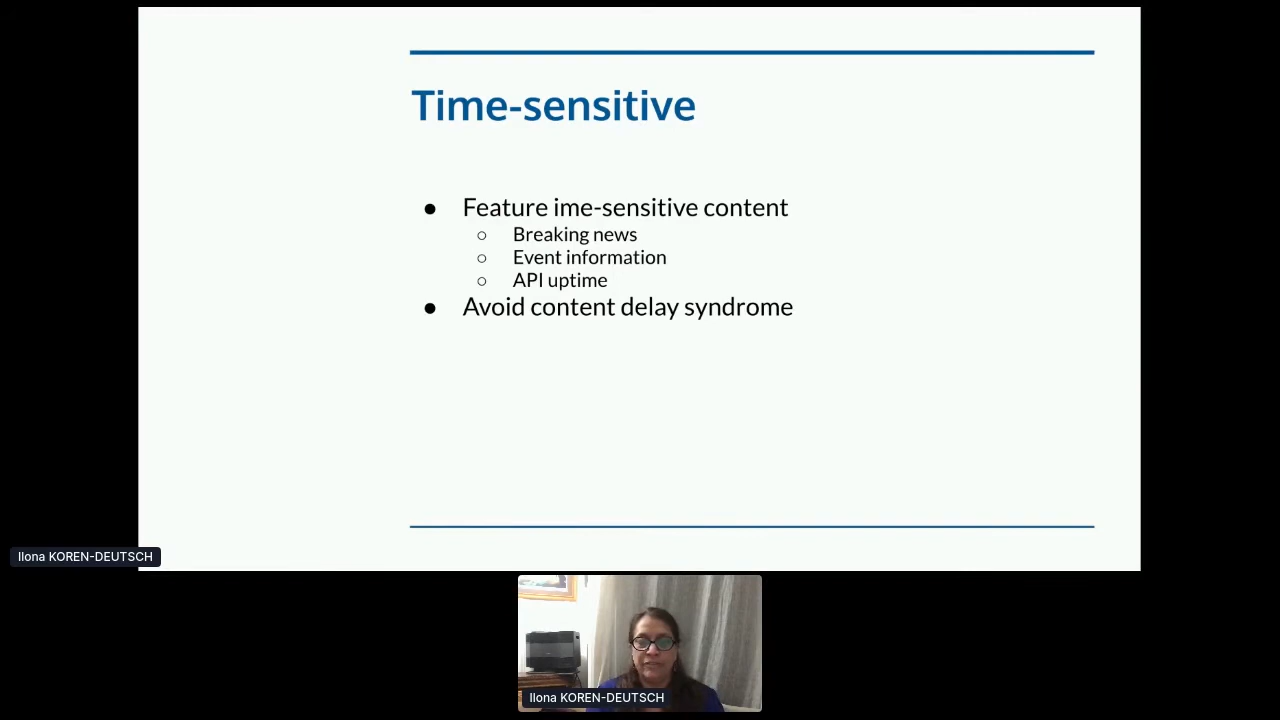 Time-sensitive
● Feature ime-sensitive content
○ Breaking news
○ Event information
○ API uptime
● Avoid content delay syndrome
Ilona KOREN-DEUTSCH
Ilona KOREN-DEUTSCH